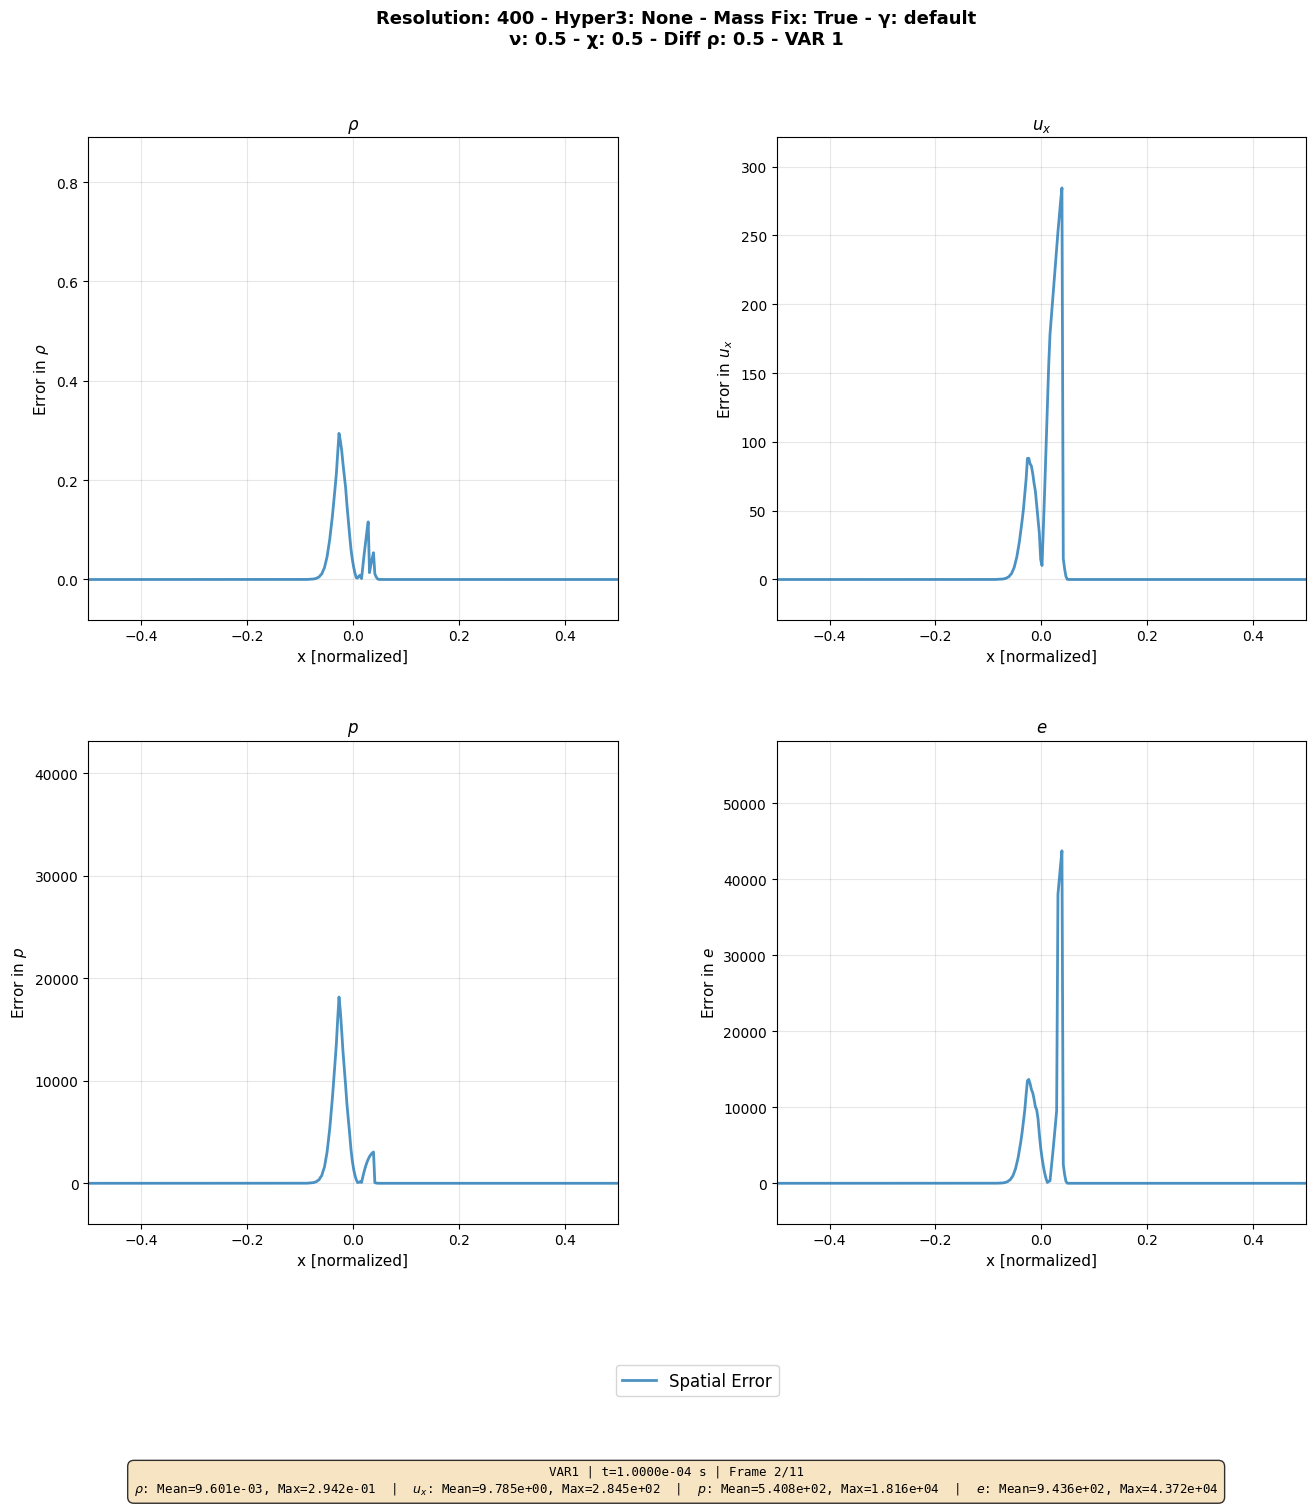 Resolution: 400 - Hyper3: None - Mass Fix: True - γ: default
ν: 0.5 - χ: 0.5 - Diff ρ: 0.5 - VAR 1
ρ
0.8
0.6
0.4
0.2
0.0
Error in ρ
−0.4 −0.2 0.0 0.2 0.4
x [normalized]
u_x
300
250
200
150
100
50
0
Error in u_x
−0.4 −0.2 0.0 0.2 0.4
x [normalized]
p
40000
30000
20000
10000
0
Error in p
−0.4 −0.2 0.0 0.2 0.4
x [normalized]
e
50000
40000
30000
20000
10000
0
Error in e
−0.4 −0.2 0.0 0.2 0.4
x [normalized]
Spatial Error
VAR1 | t=1.0000e-04 s | Frame 2/11
ρ: Mean=9.601e-03, Max=2.942e-01 | u_x: Mean=9.785e+00, Max=2.845e+02 | p: Mean=5.408e+02, Max=1.816e+04 | e: Mean=9.436e+02, Max=4.372e+04